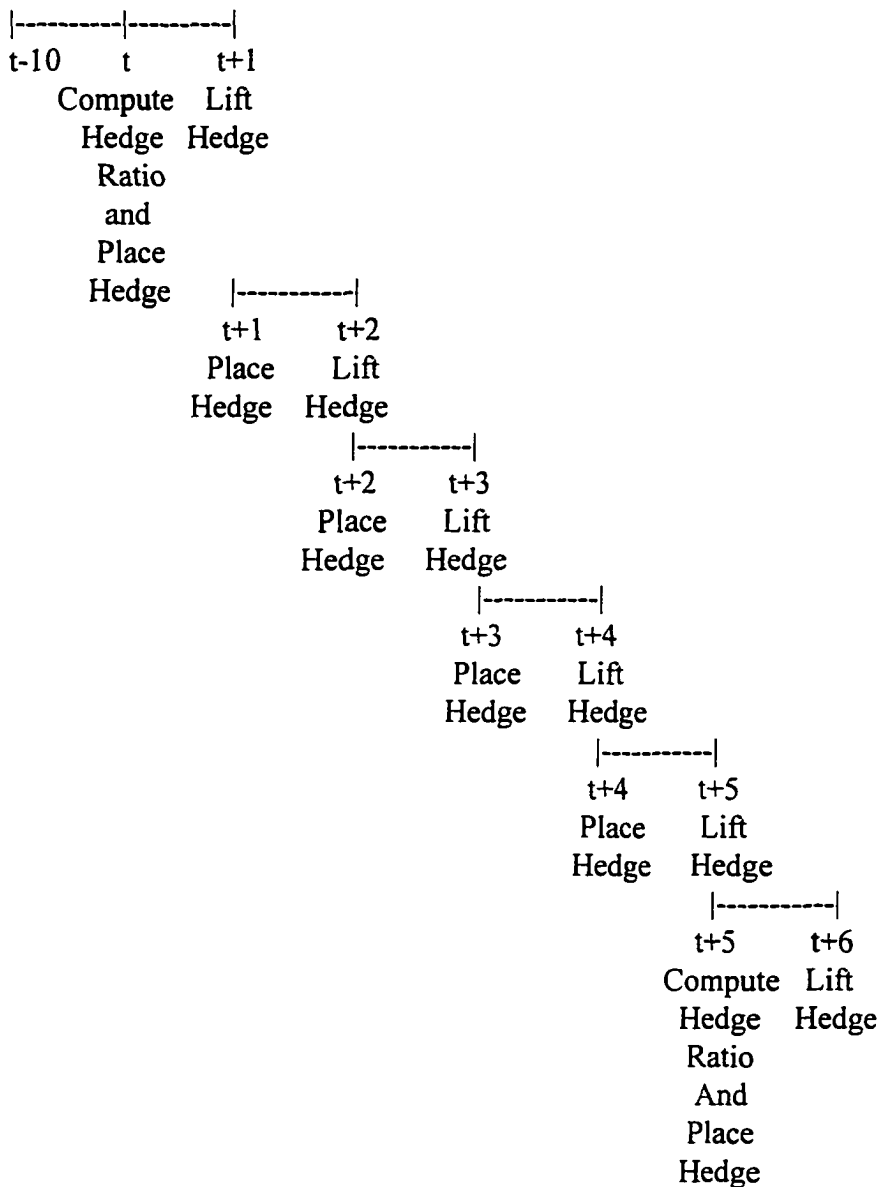 |-----------|-----------|
t-10 t t+1
Compute Lift
Hedge Hedge
Ratio
and
Place
Hedge |------------|
t+1 t+2
Place Lift
Hedge Hedge
|------------|
t+2 t+3
Place Lift
Hedge Hedge
|------------|
t+3 t+4
Place Lift
Hedge Hedge
|------------|
t+4 t+5
Place Lift
Hedge Hedge
|------------|
t+5 t+6
Compute Lift
Hedge Hedge
Ratio
And
Place
Hedge